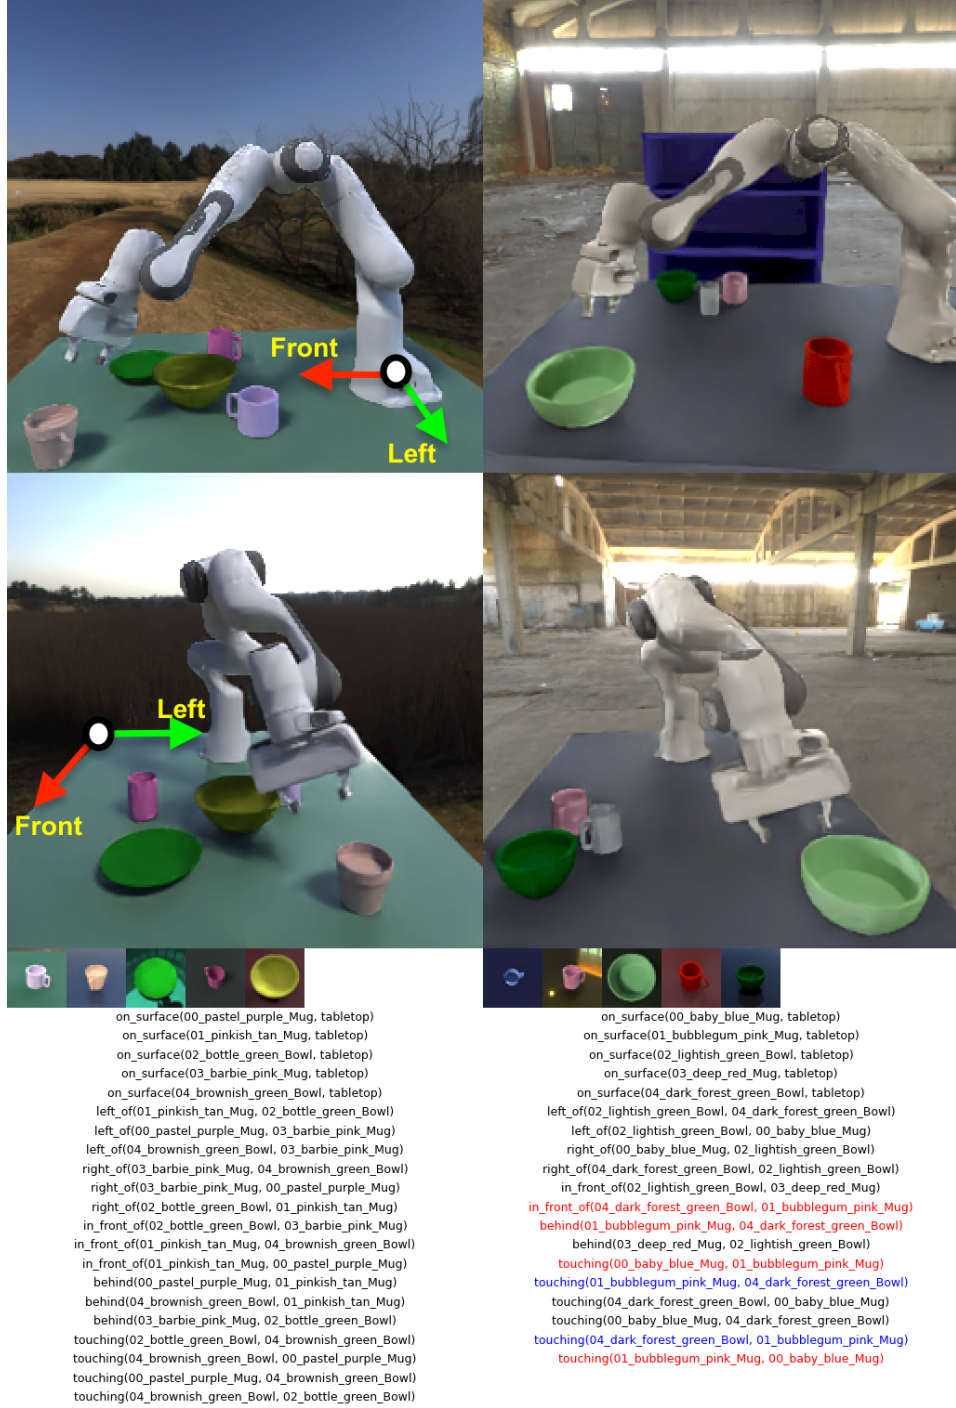 Front
Left
Left
Front
on_surface(00_pastel_purple_Mug, tabletop)
on_surface(01_pinkish_tan_Mug, tabletop)
on_surface(02_bottle_green_Bowl, tabletop)
on_surface(03_barbie_pink_Mug, tabletop)
on_surface(04_brownish_green_Bowl, tabletop)
left_of(01_pinkish_tan_Mug, 02_bottle_green_Bowl)
left_of(00_pastel_purple_Mug, 03_barbie_pink_Mug)
left_of(04_brownish_green_Bowl, 03_barbie_pink_Mug)
right_of(03_barbie_pink_Mug, 04_brownish_green_Bowl)
right_of(03_barbie_pink_Mug, 00_pastel_purple_Mug)
right_of(02_bottle_green_Bowl, 01_pinkish_tan_Mug)
in_front_of(02_bottle_green_Bowl, 03_barbie_pink_Mug)
in_front_of(01_pinkish_tan_Mug, 04_brownish_green_Bowl)
in_front_of(01_pinkish_tan_Mug, 00_pastel_purple_Mug)
behind(00_pastel_purple_Mug, 01_pinkish_tan_Mug)
behind(04_brownish_green_Bowl, 01_pinkish_tan_Mug)
behind(03_barbie_pink_Mug, 02_bottle_green_Bowl)
touching(02_bottle_green_Bowl, 04_brownish_green_Bowl)
touching(04_brownish_green_Bowl, 00_pastel_purple_Mug)
touching(00_pastel_purple_Mug, 04_brownish_green_Bowl)
touching(04_brownish_green_Bowl, 02_bottle_green_Bowl)
on_surface(00_baby_blue_Mug, tabletop)
on_surface(01_bubblegum_pink_Mug, tabletop)
on_surface(02_lightish_green_Bowl, tabletop)
on_surface(03_deep_red_Mug, tabletop)
on_surface(04_dark_forest_green_Bowl, tabletop)
left_of(02_lightish_green_Bowl, 04_dark_forest_green_Bowl)
left_of(02_lightish_green_Bowl, 00_baby_blue_Mug)
right_of(00_baby_blue_Mug, 02_lightish_green_Bowl)
right_of(04_dark_forest_green_Bowl, 02_lightish_green_Bowl)
in_front_of(02_lightish_green_Bowl, 03_deep_red_Mug)
in_front_of(04_dark_forest_green_Bowl, 01_bubblegum_pink_Mug)
behind(01_bubblegum_pink_Mug, 04_dark_forest_green_Bowl)
behind(03_deep_red_Mug, 02_lightish_green_Bowl)
touching(00_baby_blue_Mug, 01_bubblegum_pink_Mug)
touching(01_bubblegum_pink_Mug, 04_dark_forest_green_Bowl)
touching(04_dark_forest_green_Bowl, 00_baby_blue_Mug)
touching(00_baby_blue_Mug, 04_dark_forest_green_Bowl)
touching(04_dark_forest_green_Bowl, 01_bubblegum_pink_Mug)
touching(01_bubblegum_pink_Mug, 00_baby_blue_Mug)